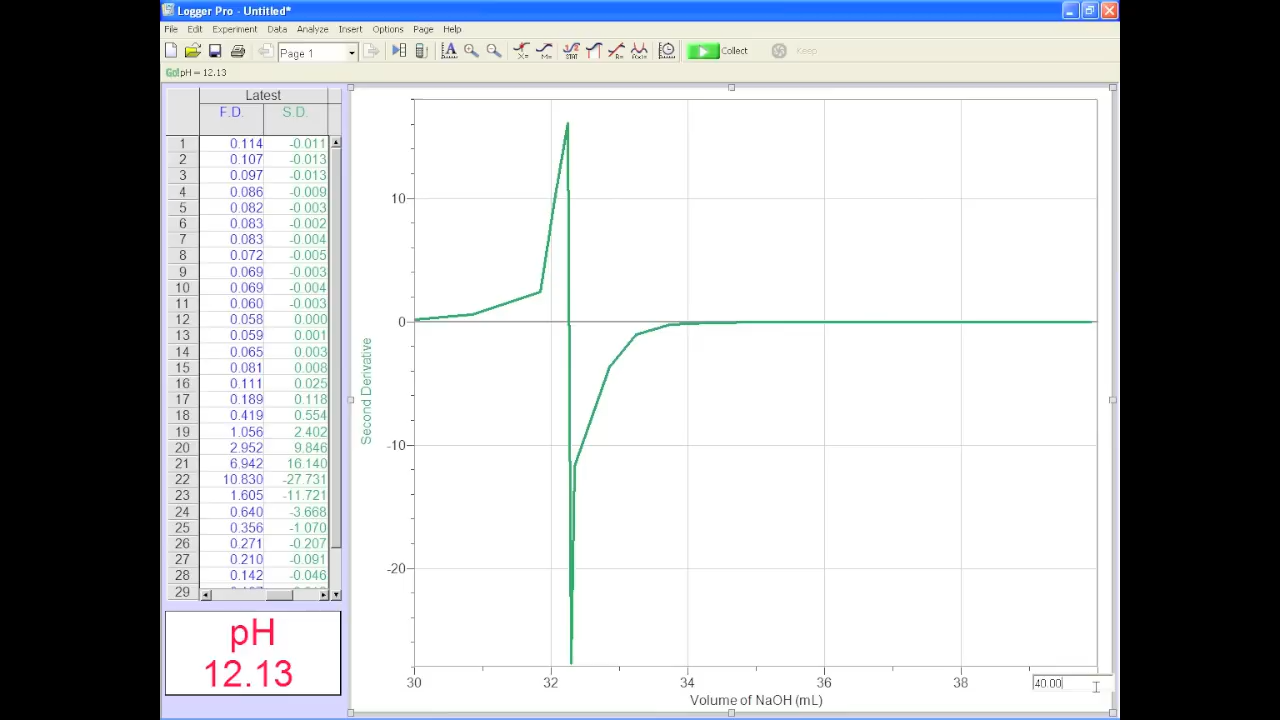 Logger Pro - Untitled*
File Edit Experiment Data Analyze Insert Options Page Help
Page 1 Collect Keep
Go! pH = 12.13
Latest
F.D. S.D.
1 0.114 -0.011
2 0.107 -0.013
3 0.097 -0.013
4 0.086 -0.009
5 0.082 -0.003
6 0.083 -0.002
7 0.083 -0.004
8 0.072 -0.005
9 0.069 -0.003
10 0.069 -0.004
11 0.060 -0.003
12 0.058 0.000
13 0.059 0.001
14 0.065 0.003
15 0.081 0.008
16 0.111 0.025
17 0.189 0.118
18 0.419 0.554
19 1.056 2.402
20 2.952 9.846
21 6.942 16.140
22 10.830 -27.731
23 1.605 -11.721
24 0.640 -3.668
25 0.356 -1.070
26 0.271 -0.207
27 0.210 -0.091
28 0.142 -0.046
29
pH
12.13
Second Derivative
10
0
-10
-20
30 32 34 36 38 40.00
Volume of NaOH (mL)